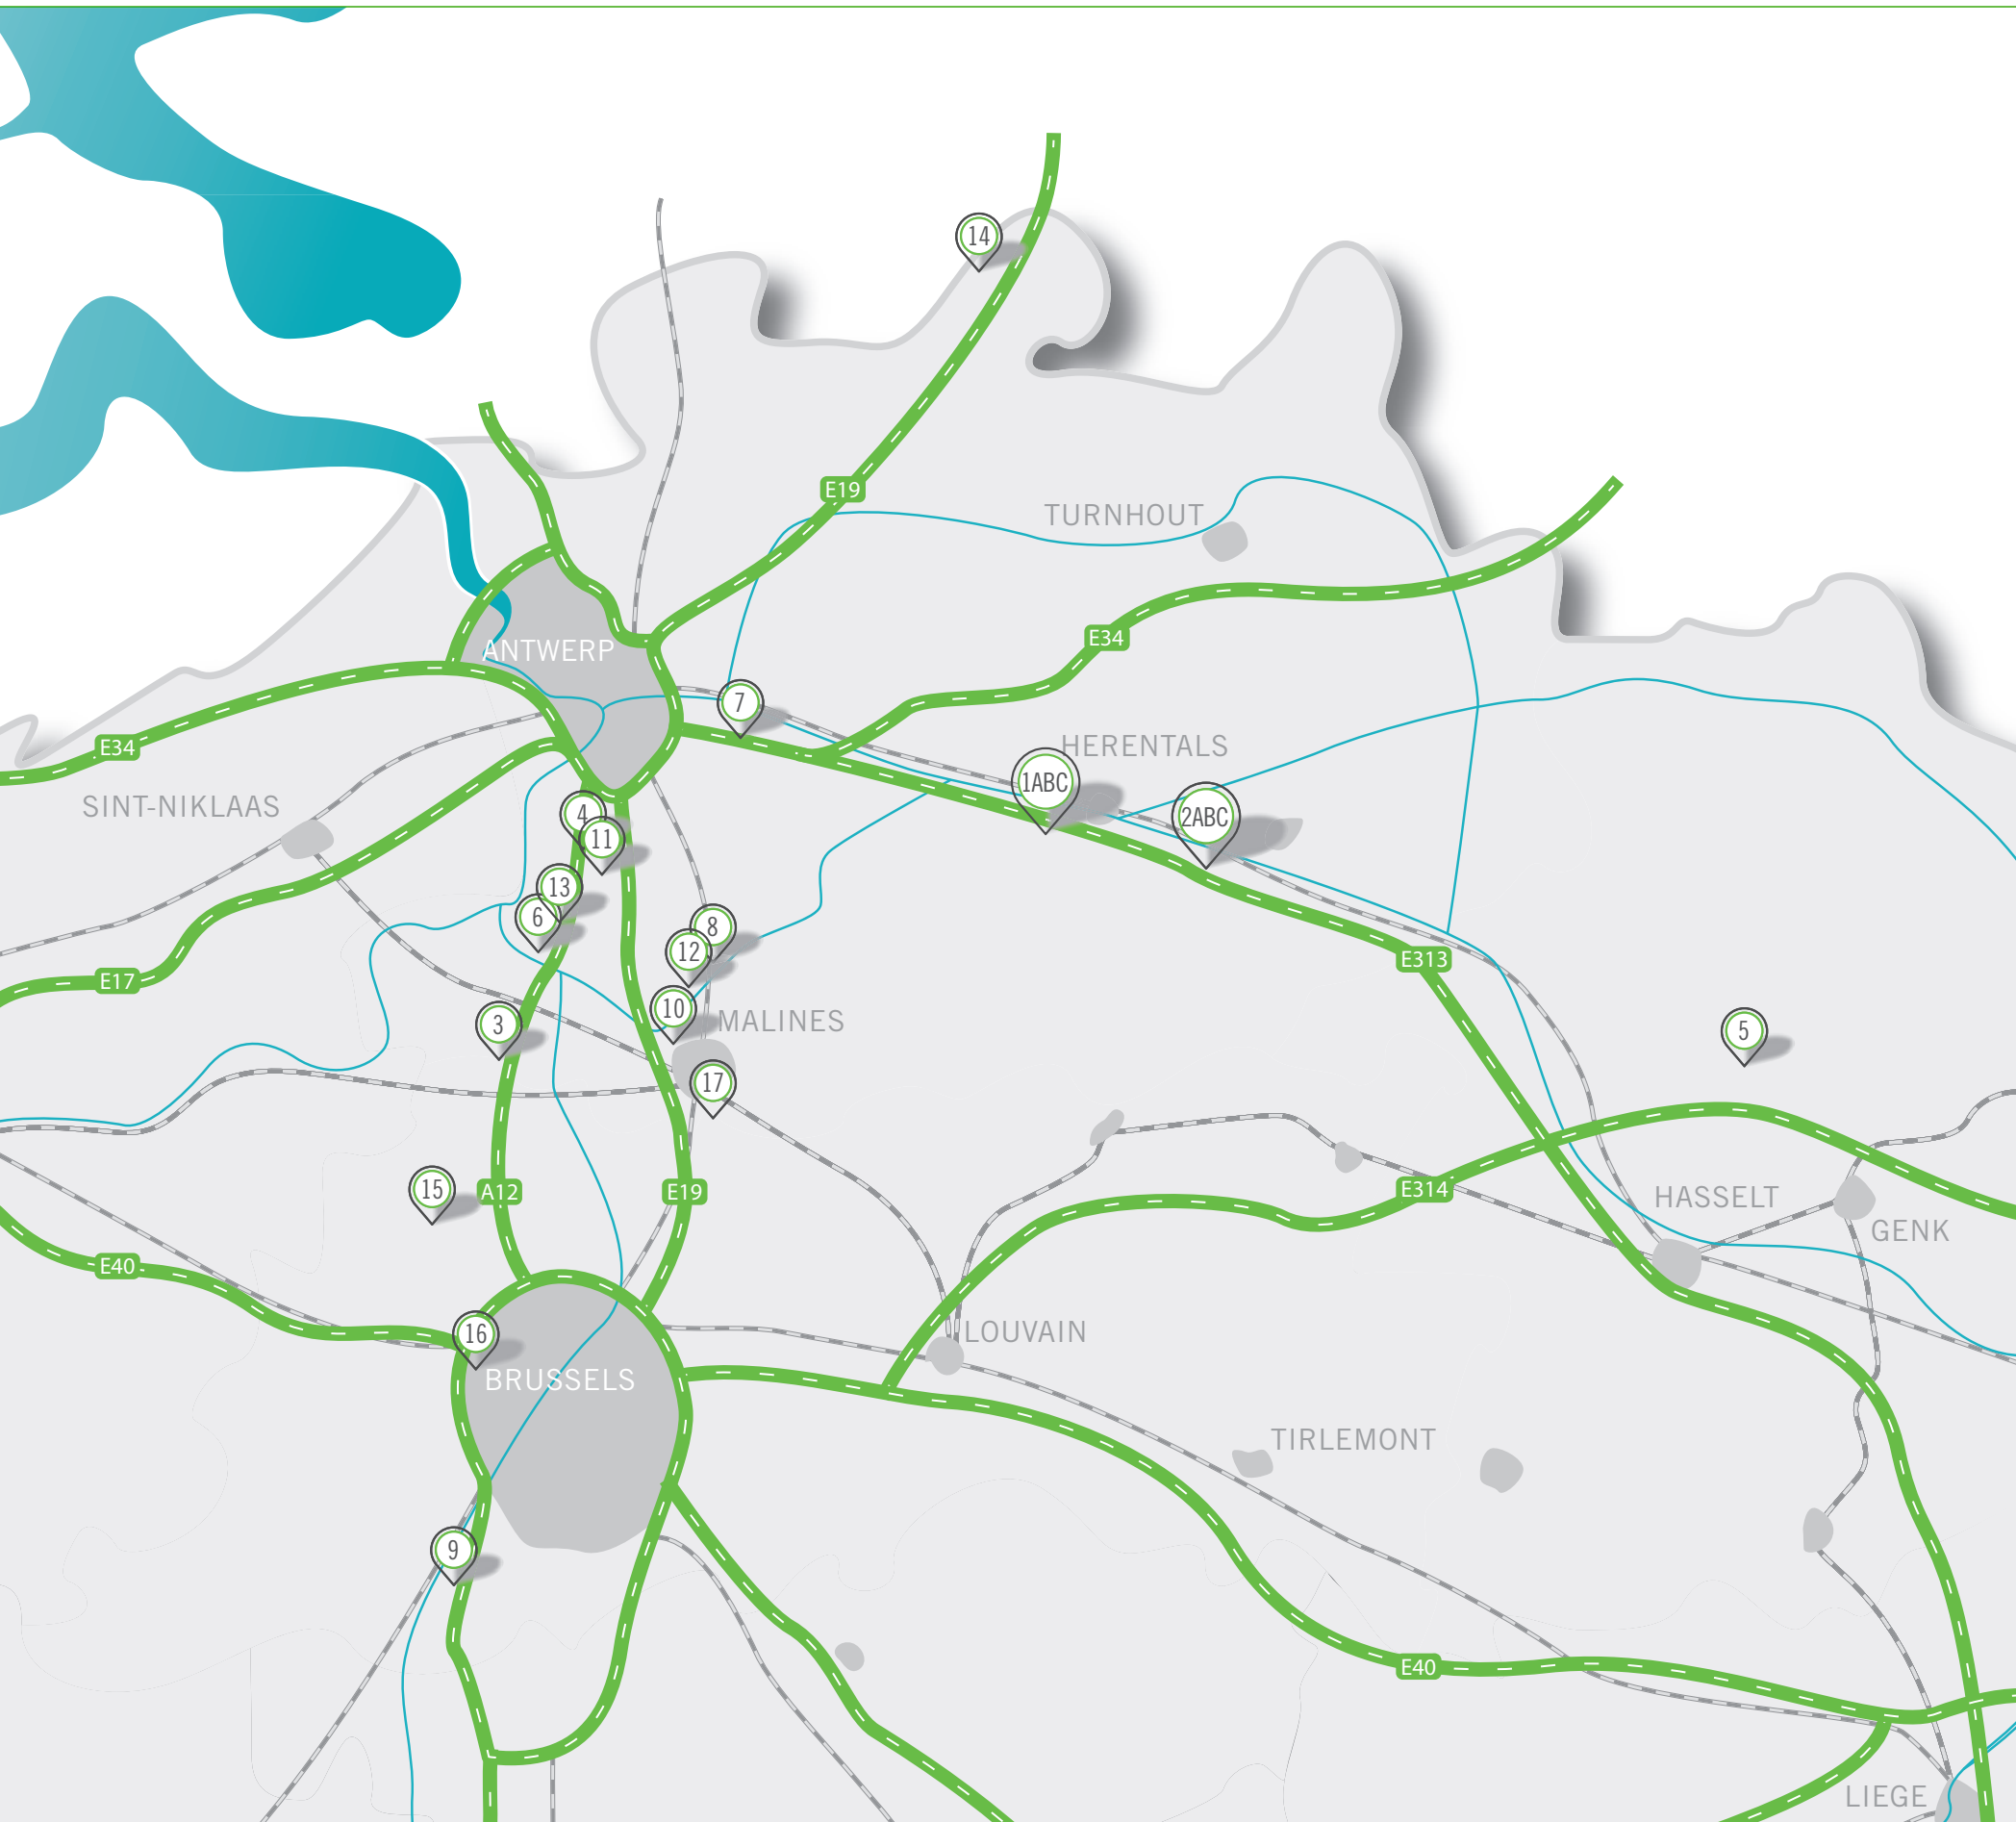 14
E19
TURNHOUT
E34
ANTWERP
7
E34
HERENTALS
1ABC
SINT-NIKLAAS
4
2ABC
11
13
6
8
12
E313
E17
10
MALINES
3
5
17
15
A12
E19
E314
HASSELT
GENK
E40
16
LOUVAIN
BRUSSELS
TIRLEMONT
9
E40
LIEGE